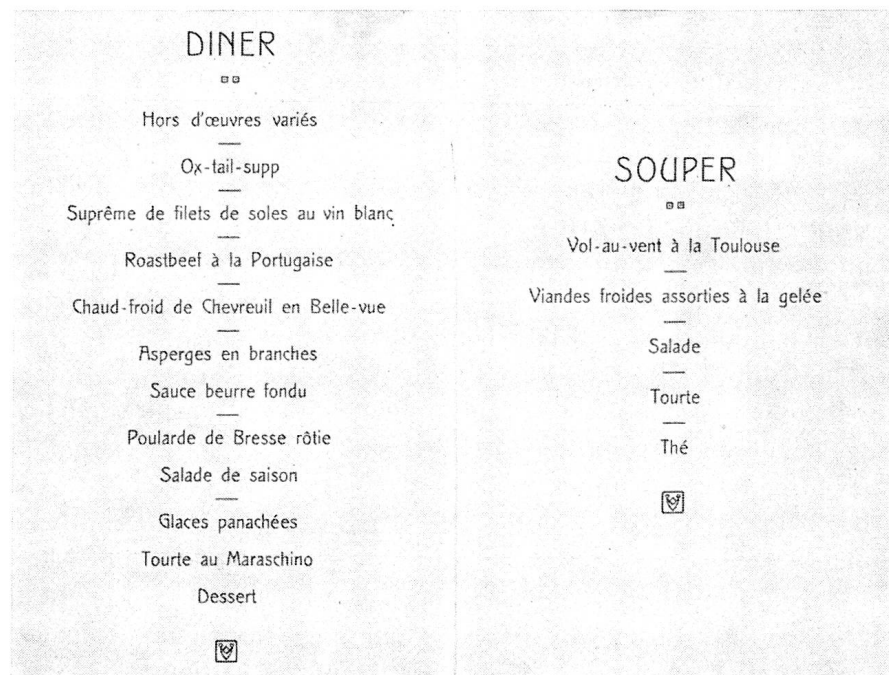 DINER
Hors d'œuvres variés
Ox-tail-supp
Suprême de filets de soles au vin blanc
Roastbeef à la Portugaise
Chaud-froid de Chevreuil en Belle-vue
Asperges en branches
Sauce beurre fondu
Poularde de Bresse rôtie
Salade de saison
Glaces panachées
Tourte au Maraschino
Dessert
SOUPER
Vol-au-vent à la Toulouse
Viandes froides assorties à la gelée
Salade
Tourte
Thé